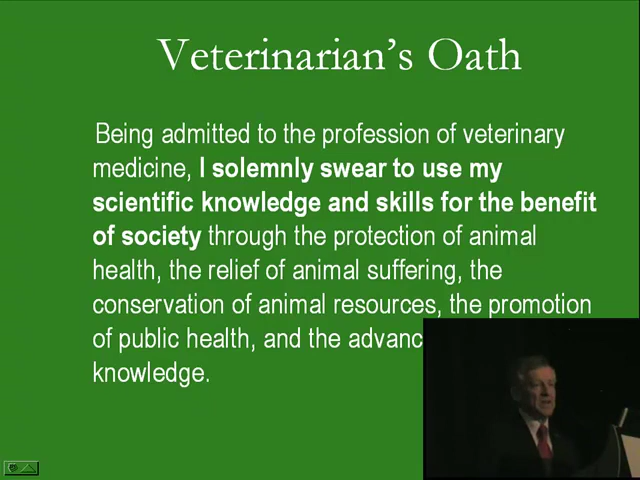 Veterinarian's Oath
Being admitted to the profession of veterinary
medicine, I solemnly swear to use my
scientific knowledge and skills for the benefit
of society through the protection of animal
health, the relief of animal suffering, the
conservation of animal resources, the promotion
of public health, and the
knowledge.